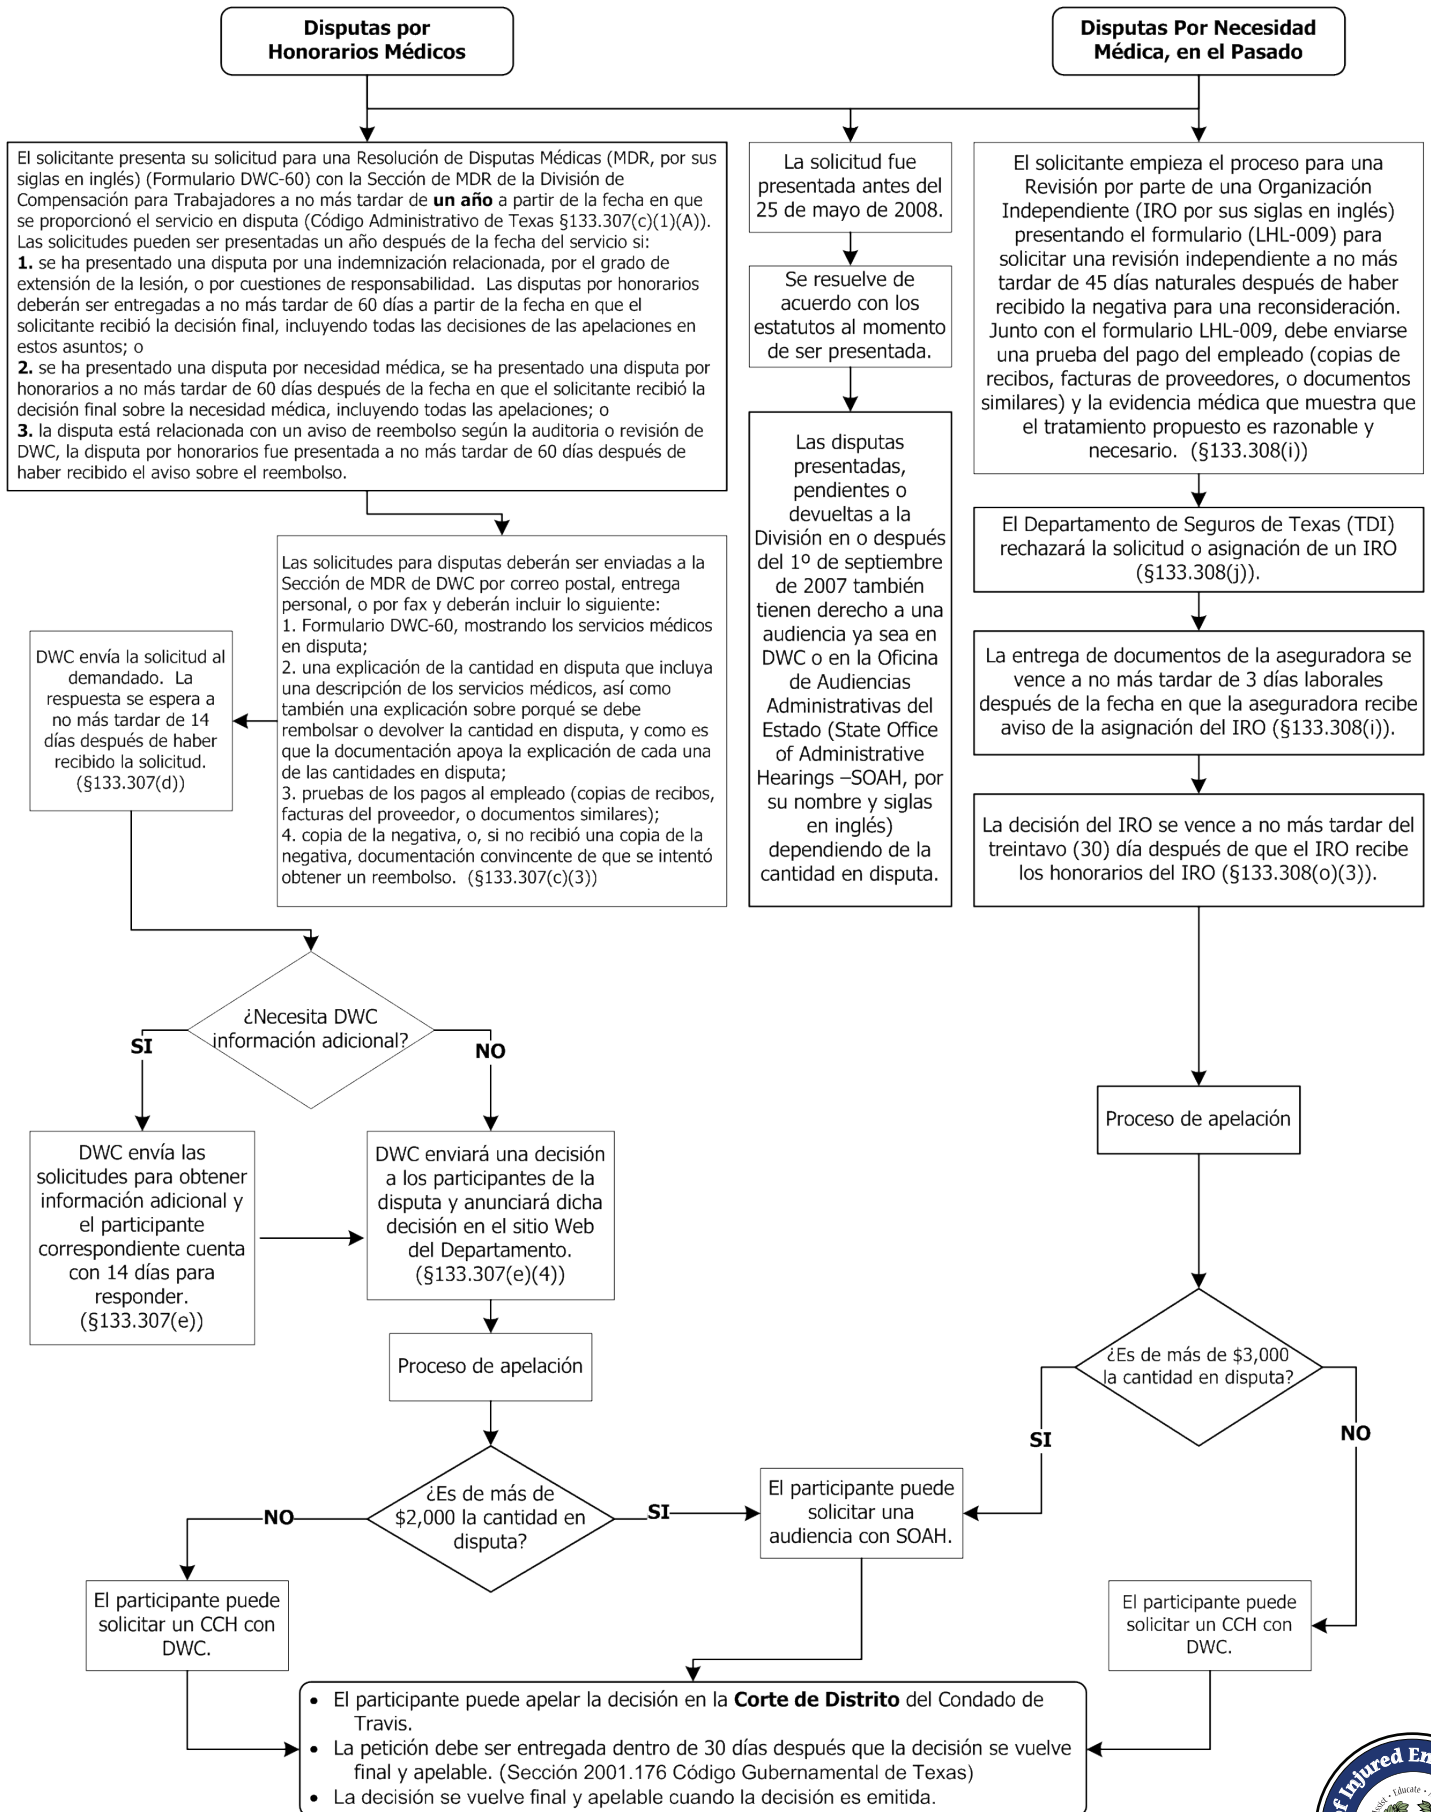 Disputas por
Honorarios Médicos
Disputas Por Necesidad
Médica, en el Pasado
El solicitante presenta su solicitud para una Resolución de Disputas Médicas (MDR, por sus
siglas en inglés) (Formulario DWC-60) con la Sección de MDR de la División de
Compensación para Trabajadores a no más tardar de un año a partir de la fecha en que
se proporcionó el servicio en disputa (Código Administrativo de Texas §133.307(c)(1)(A)).
Las solicitudes pueden ser presentadas un año después de la fecha del servicio si:
1. se ha presentado una disputa por una indemnización relacionada, por el grado de
extensión de la lesión, o por cuestiones de responsabilidad.  Las disputas por honorarios
deberán ser entregadas a no más tardar de 60 días a partir de la fecha en que el
solicitante recibió la decisión final, incluyendo todas las decisiones de las apelaciones en
estos asuntos; o
2. se ha presentado una disputa por necesidad médica, se ha presentado una disputa por
honorarios a no más tardar de 60 días después de la fecha en que el solicitante recibió la
decisión final sobre la necesidad médica, incluyendo todas las apelaciones; o
3. la disputa está relacionada con un aviso de reembolso según la auditoria o revisión de
DWC, la disputa por honorarios fue presentada a no más tardar de 60 días después de
haber recibido el aviso sobre el reembolso.
La solicitud fue
presentada antes del
25 de mayo de 2008.
Se resuelve de
acuerdo con los
estatutos al momento
de ser presentada.
Las disputas
presentadas,
pendientes o
devueltas a la
División en o después
del 1º de septiembre
de 2007 también
tienen derecho a una
audiencia ya sea en
DWC o en la Oficina
de Audiencias
Administrativas del
Estado (State Office
of Administrative
Hearings –SOAH, por
su nombre y siglas
en inglés)
dependiendo de la
cantidad en disputa.
El solicitante empieza el proceso para una
Revisión por parte de una Organización
Independiente (IRO por sus siglas en inglés)
presentando el formulario (LHL-009) para
solicitar una revisión independiente a no más
tardar de 45 días naturales después de haber
recibido la negativa para una reconsideración.
Junto con el formulario LHL-009, debe enviarse
una prueba del pago del empleado (copias de
recibos, facturas de proveedores, o documentos
similares) y la evidencia médica que muestra que
el tratamiento propuesto es razonable y
necesario.  (§133.308(i))
El Departamento de Seguros de Texas (TDI)
rechazará la solicitud o asignación de un IRO
(§133.308(j)).
La entrega de documentos de la aseguradora se
vence a no más tardar de 3 días laborales
después de la fecha en que la aseguradora recibe
aviso de la asignación del IRO (§133.308(i)).
La decisión del IRO se vence a no más tardar del
treintavo (30) día después de que el IRO recibe
los honorarios del IRO (§133.308(o)(3)).
Las solicitudes para disputas deberán ser enviadas a la
Sección de MDR de DWC por correo postal, entrega
personal, o por fax y deberán incluir lo siguiente:
1. Formulario DWC-60, mostrando los servicios médicos
en disputa;
2. una explicación de la cantidad en disputa que incluya
una descripción de los servicios médicos, así como
también una explicación sobre porqué se debe
rembolsar o devolver la cantidad en disputa, y como es
que la documentación apoya la explicación de cada una
de las cantidades en disputa;
3. pruebas de los pagos al empleado (copias de recibos,
facturas del proveedor, o documentos similares);
4. copia de la negativa, o, si no recibió una copia de la
negativa, documentación convincente de que se intentó
obtener un reembolso.  (§133.307(c)(3))
DWC envía la solicitud al
demandado.  La
respuesta se espera a
no más tardar de 14
días después de haber
recibido la solicitud.
(§133.307(d))
¿Necesita DWC
información adicional?
SI
NO
DWC envía las
solicitudes para obtener
información adicional y
el participante
correspondiente cuenta
con 14 días para
responder.
(§133.307(e))
DWC enviará una decisión
a los participantes de la
disputa y anunciará dicha
decisión en el sitio Web
del Departamento.
(§133.307(e)(4))
Proceso de apelación
Proceso de apelación
¿Es de más de $3,000
la cantidad en disputa?
SI
NO
¿Es de más de
$2,000 la cantidad en
disputa?
NO
SI
El participante puede
solicitar una
audiencia con SOAH.
El participante puede
solicitar un CCH con
DWC.
El participante puede
solicitar un CCH con
DWC.
• El participante puede apelar la decisión en la Corte de Distrito del Condado de
Travis.
• La petición debe ser entregada dentro de 30 días después que la decisión se vuelve
final y apelable. (Sección 2001.176 Código Gubernamental de Texas)
• La decisión se vuelve final y apelable cuando la decisión es emitida.
of Injured Em
Educate